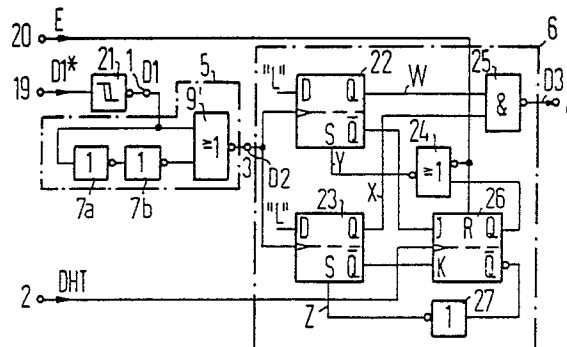 20 E 6
19 D1* 21 1 D1 5
9 ≥1
7a 1 7b 1
3 D2
"L" D Q 22 W 25 & D3
S Q̅ Y 24 ≥1
"L" D 23 Q X
S Q̅ Z
J R Q 26
K Q̅
1 27
2 DHT